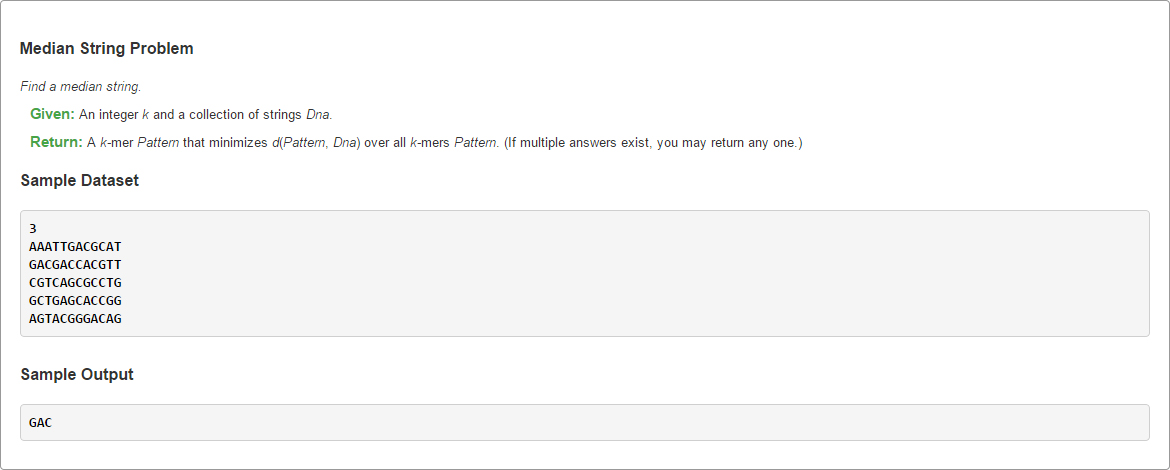 Median String Problem
Find a median string.
Given: An integer k and a collection of strings Dna.
Return: A k-mer Pattern that minimizes d(Pattern, Dna) over all k-mers Pattern. (If multiple answers exist, you may return any one.)
Sample Dataset
3
AAATTGACGCAT
GACGACCACGTT
CGTCAGCGCCTG
GCTGAGCACCGG
AGTACGGGACAG
Sample Output
GAC